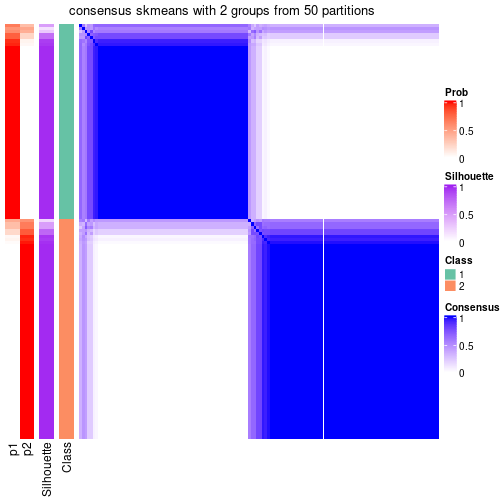 consensus skmeans with 2 groups from 50 partitions
Prob
1
0.5
0
Silhouette
1
0.5
0
Class
1
2
Consensus
1
0.5
0
p1
p2
Silhouette
Class